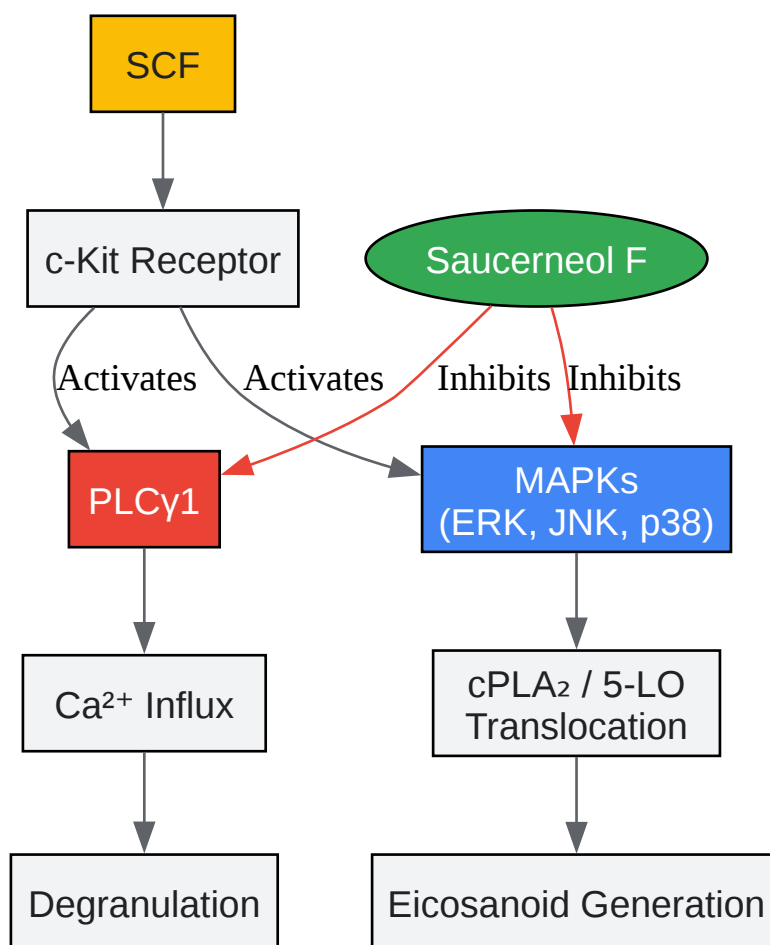 SCF
c-Kit Receptor
Saucerneol F
Activates
Activates
Inhibits
Inhibits
PLCγ1
MAPKs
(ERK, JNK, p38)
Ca²⁺ Influx
cPLA₂ / 5-LO
Translocation
Degranulation
Eicosanoid Generation